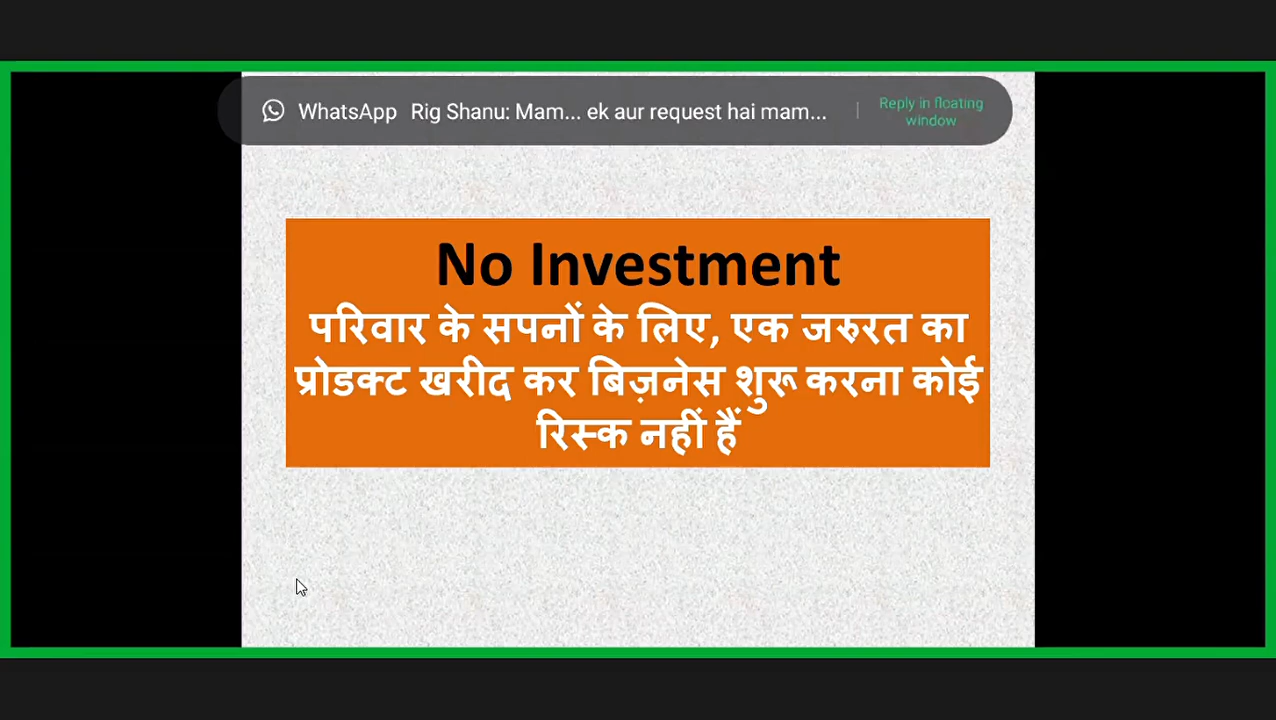 WhatsApp Rig Shanu: Mam... ek aur request hai mam...
Reply in floating
window
No Investment
परिवार के सपनों के लिए, एक जरुरत का
प्रोडक्ट खरीद कर बिज़नेस शुरू करना कोई
रिस्क नहीं हैं